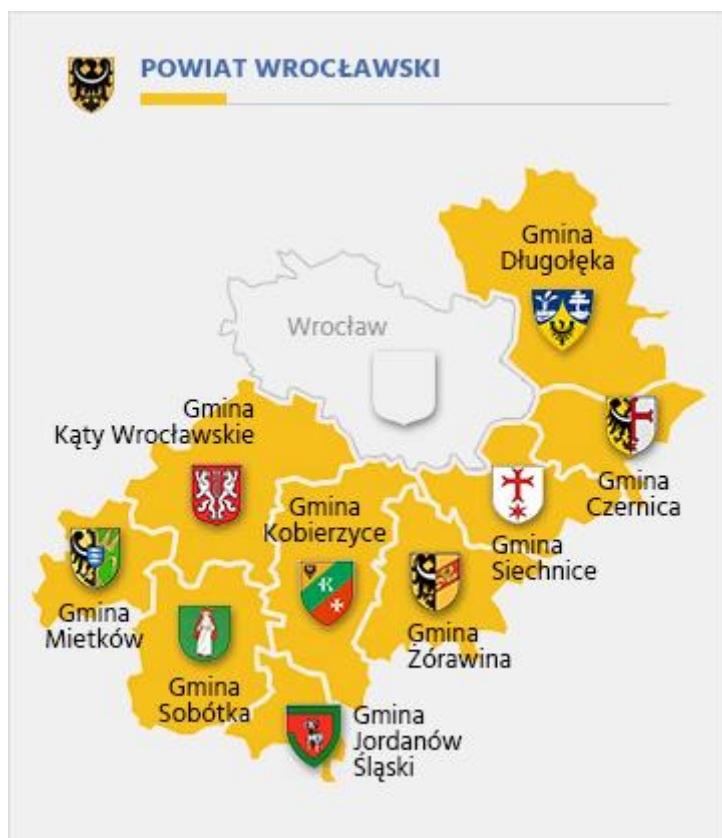 POWIAT WROCŁAWSKI
Gmina
Długołęka
Wrocław
Gmina
Kąty Wrocławskie
Gmina
Czernica
Gmina
Kobierzyce
Gmina
Siechnice
Gmina
Mietków
Gmina
Żórawina
Gmina
Sobótka
Gmina
Jordanów
Śląski